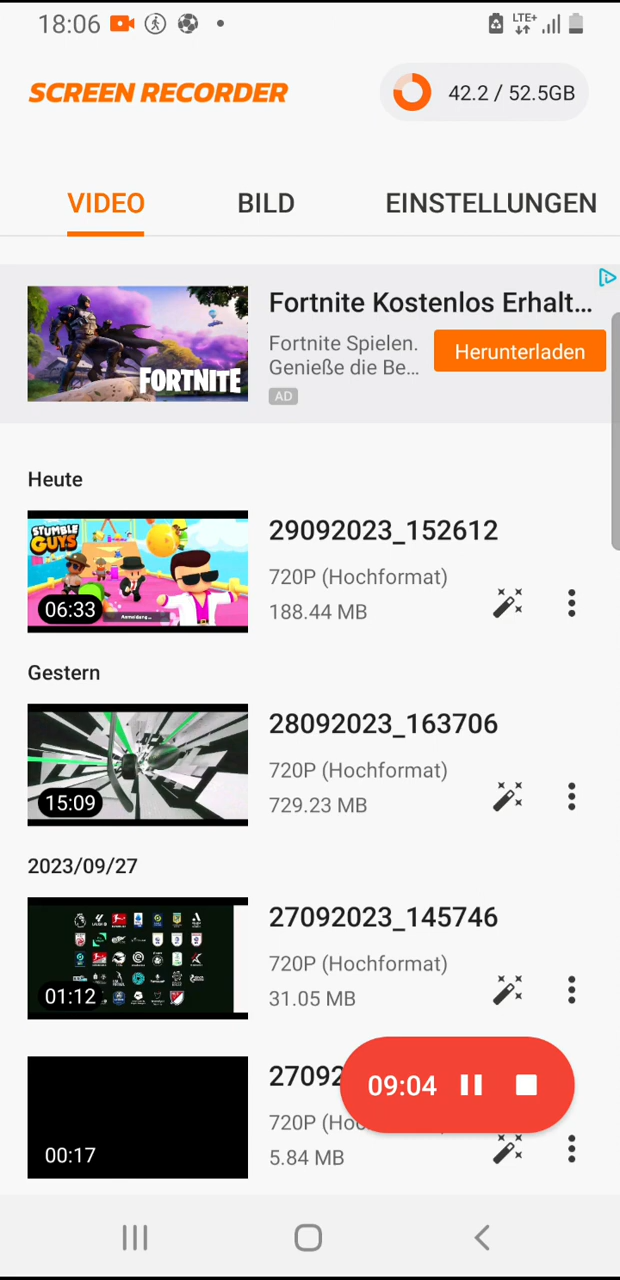 18:06
LTE+
SCREEN RECORDER
42.2 / 52.5GB
VIDEO
BILD
EINSTELLUNGEN
FORTNITE
Fortnite Kostenlos Erhalt...
Fortnite Spielen.
Genieße die Be...
Herunterladen
AD
Heute
STUMBLE
GUYS
06:33
29092023_152612
720P (Hochformat)
188.44 MB
Gestern
15:09
28092023_163706
720P (Hochformat)
729.23 MB
2023/09/27
01:12
27092023_145746
720P (Hochformat)
31.05 MB
00:17
27092
720P (Hoc
5.84 MB
09:04